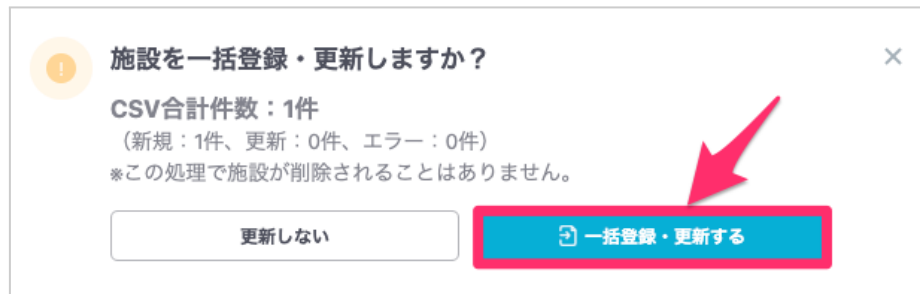 施設を一括登録・更新しますか？
CSV合計件数：1件
（新規：1件、更新：0件、エラー：0件）
※この処理で施設が削除されることはありません。
更新しない
一括登録・更新する